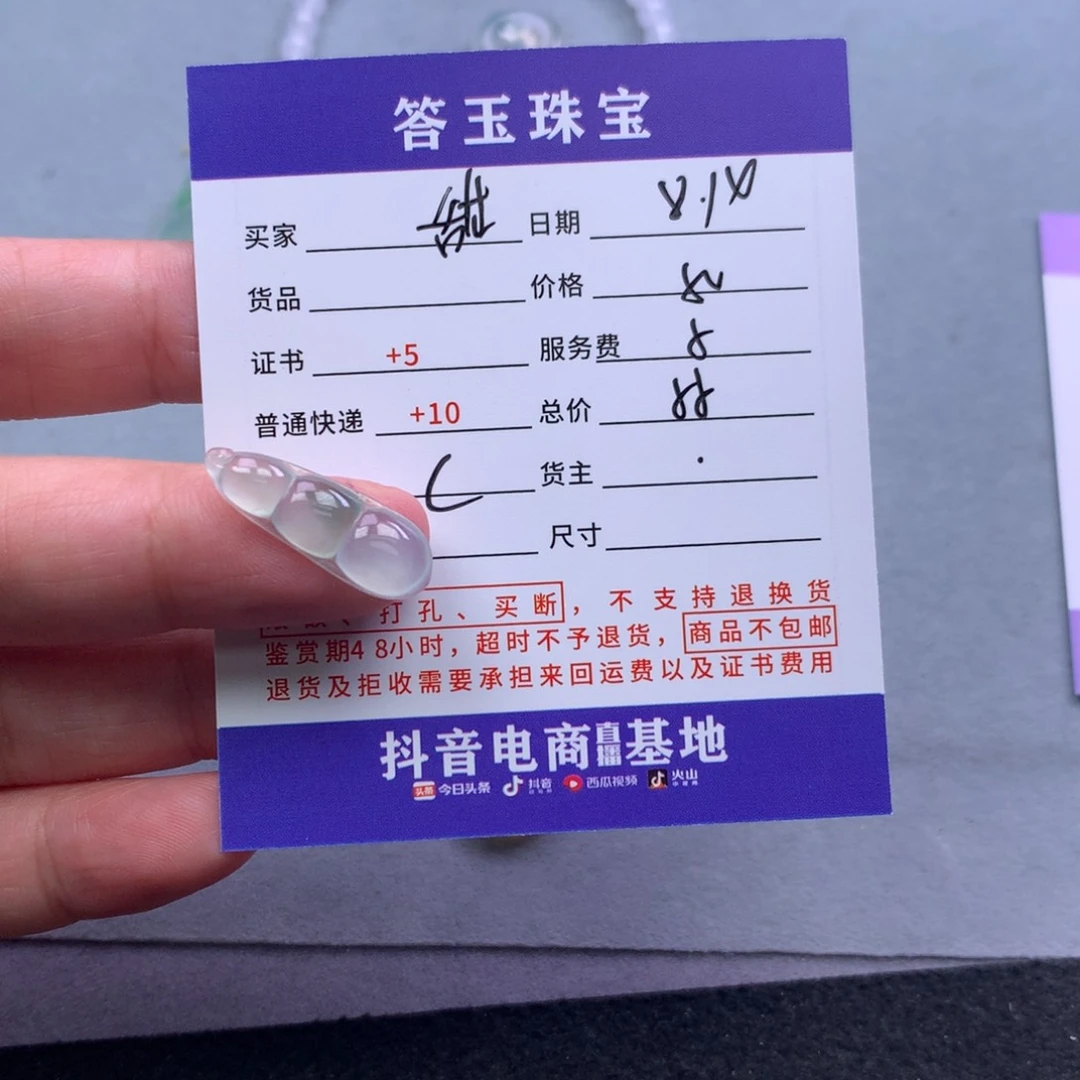 答玉珠宝
买家 日期
货品 价格
证书 +5 服务费 8
普通快递 +10 总价 88
货主
尺寸
打孔、买断，不支持退换货
鉴赏期48小时，超时不予退货，商品不包邮
退货及拒收需要承担来回运费以及证书费用
抖音电商直播基地
头条 今日头条 抖音 西瓜视频 火山